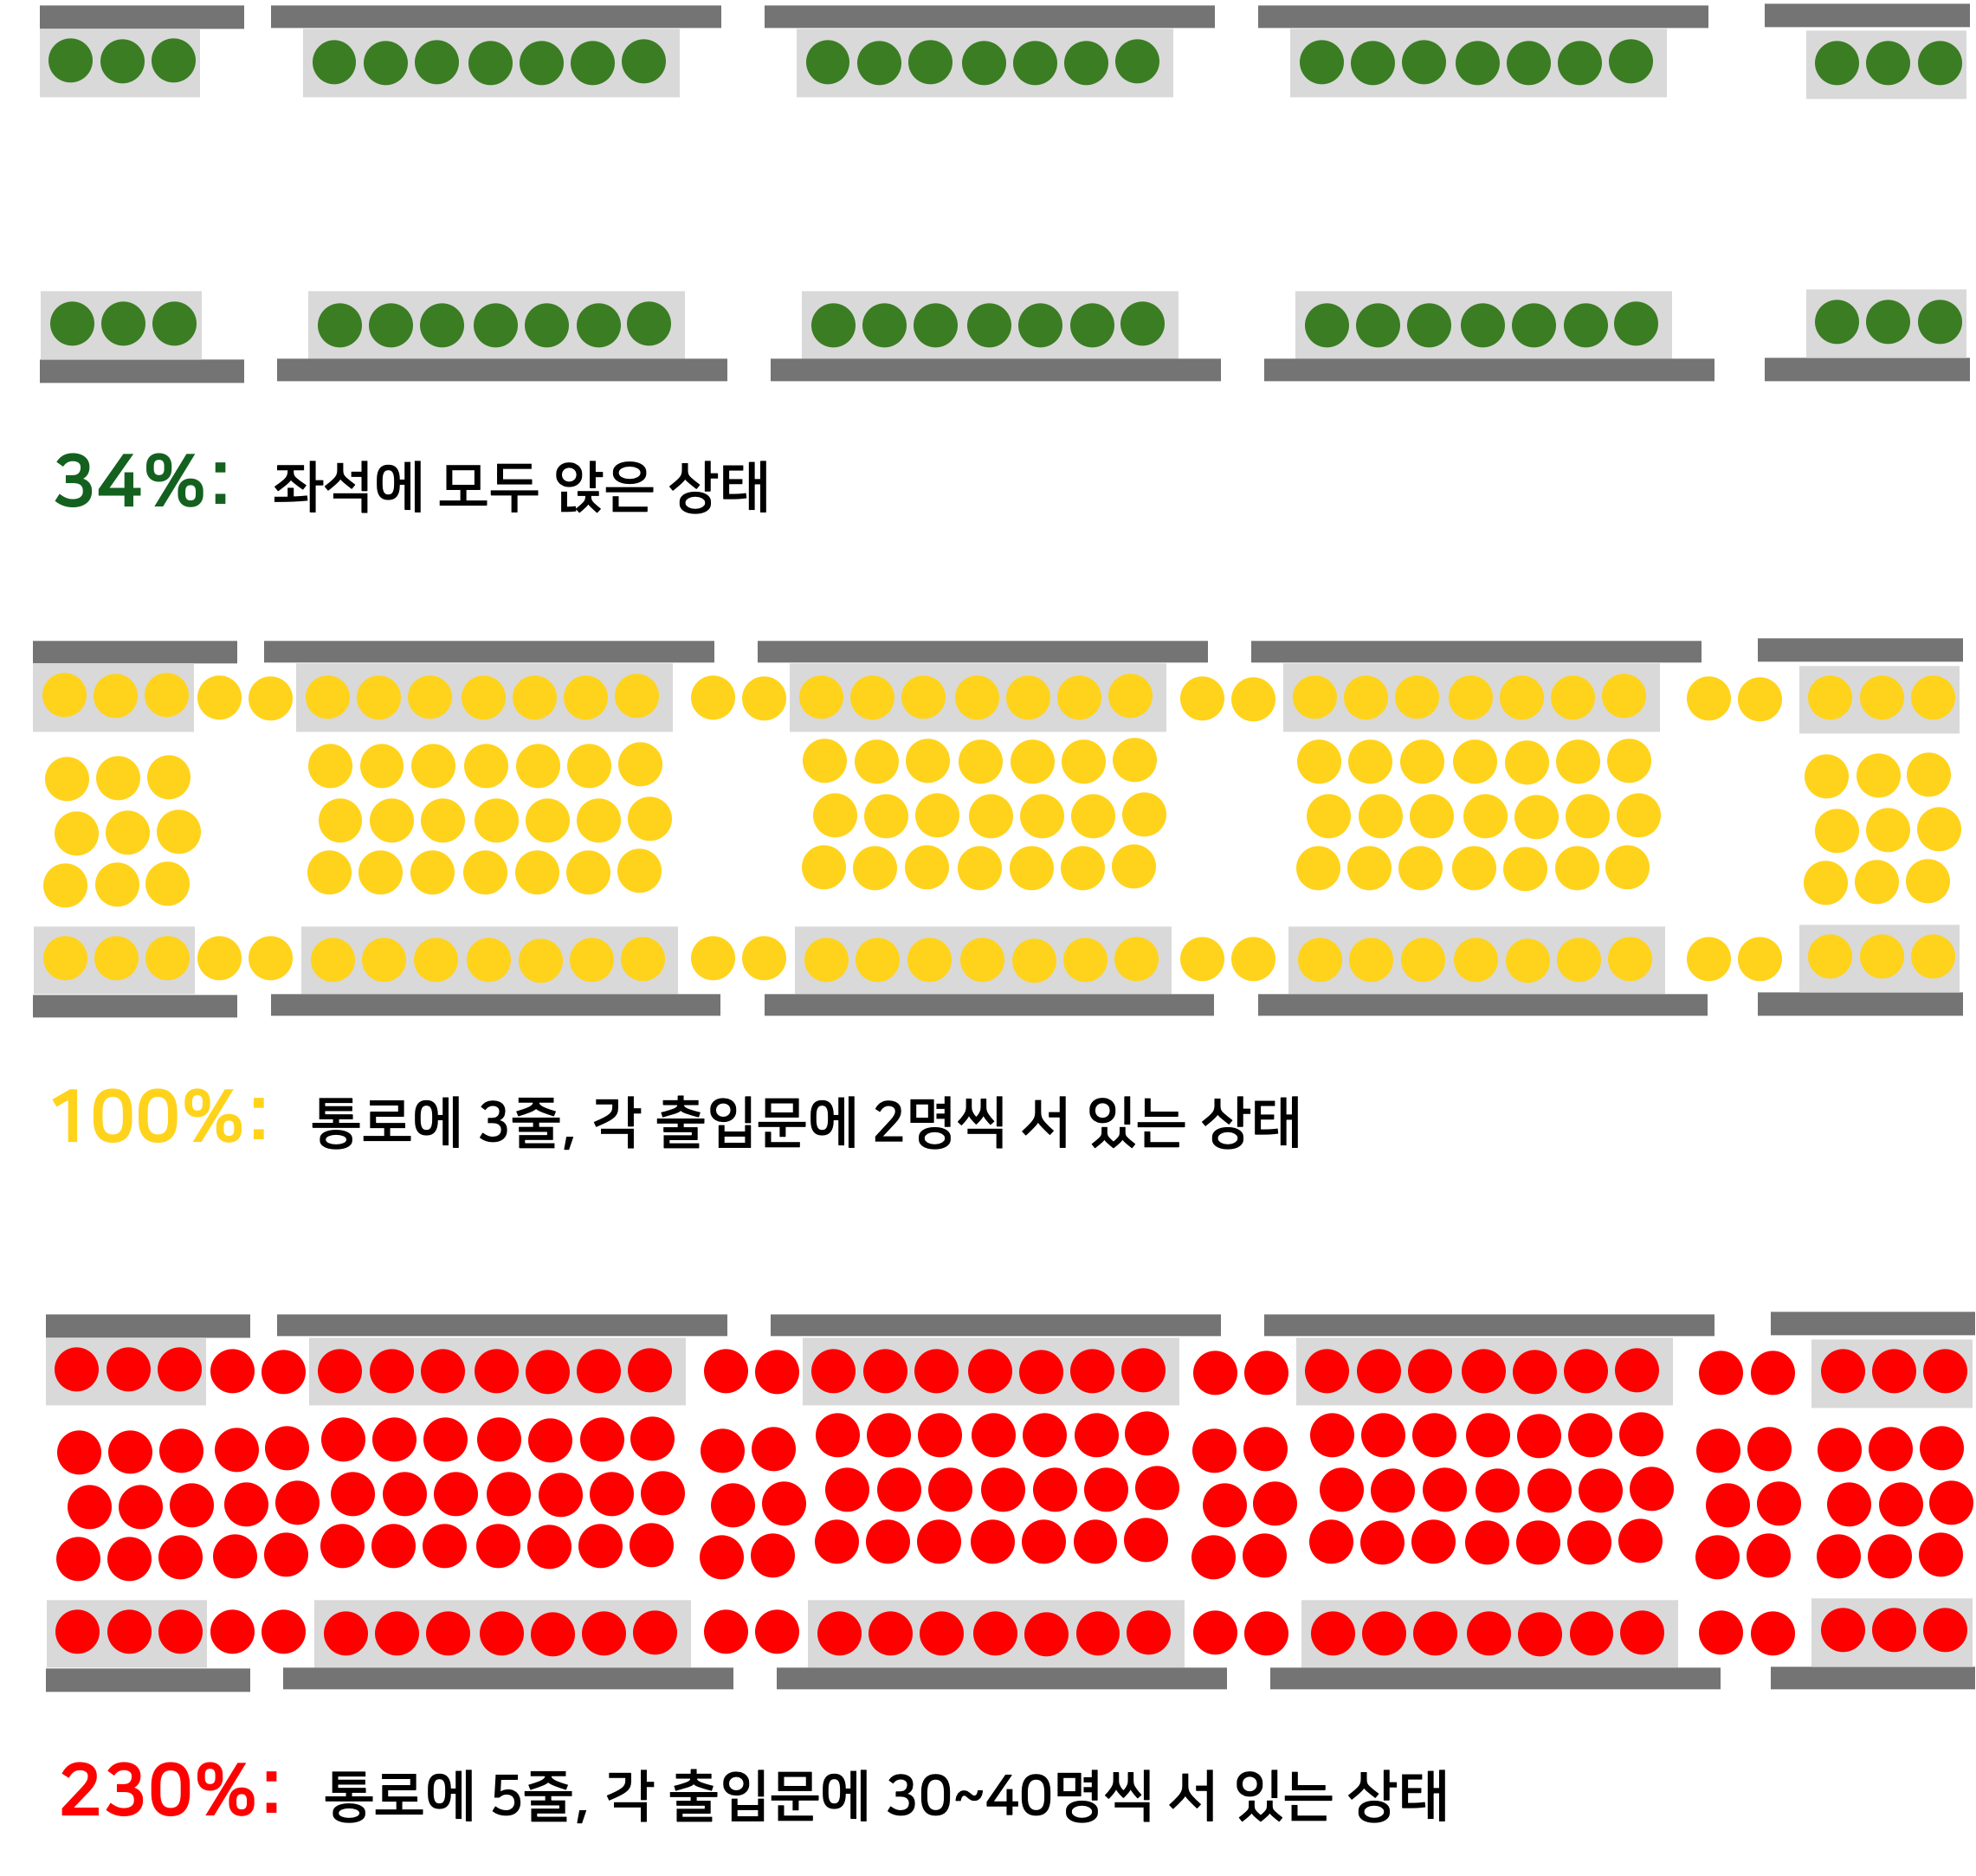 34%: 좌석에 모두 앉은 상태
100%: 통로에 3줄, 각 출입문에 2명씩 서 있는 상태
230%: 통로에 5줄, 각 출입문에 30~40명씩 서 있는 상태